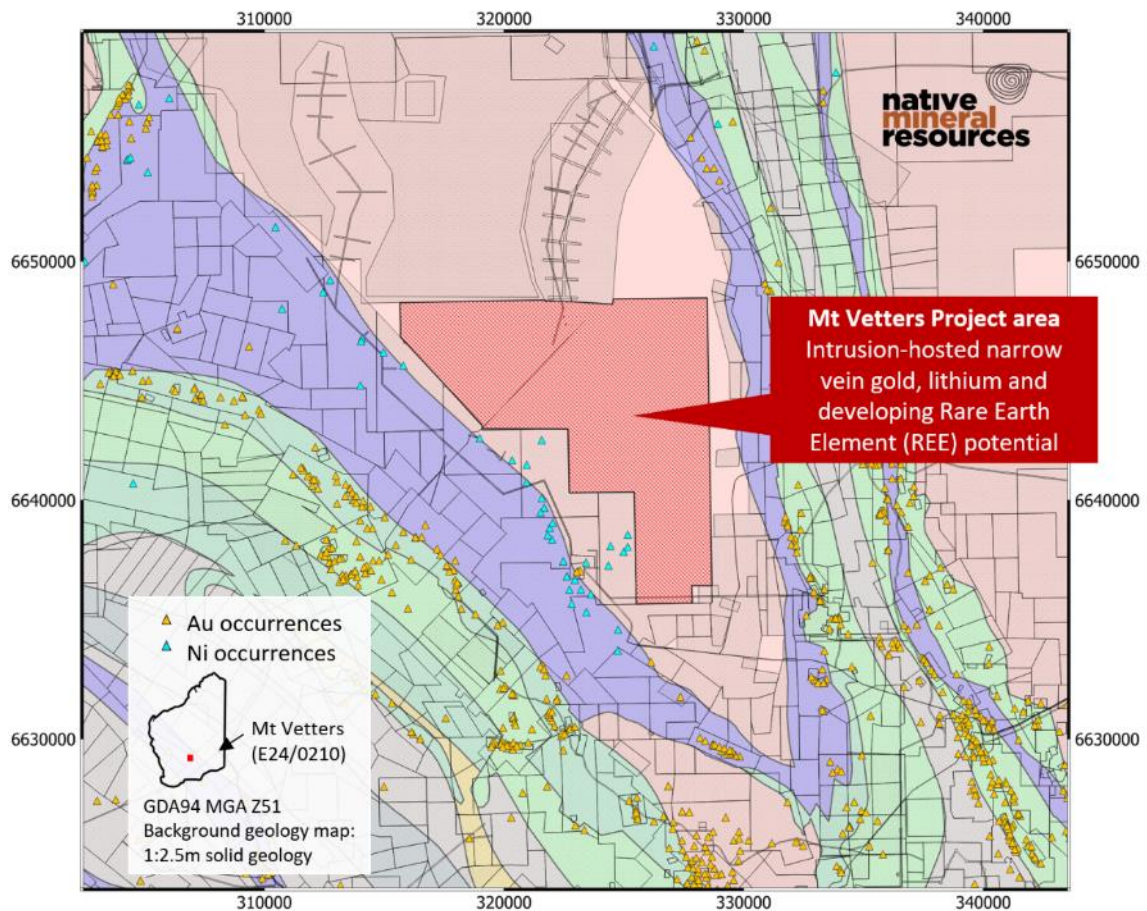 310000 320000 330000 340000
native
mineral
resources
6650000 6650000
Mt Vetters Project area
Intrusion-hosted narrow
vein gold, lithium and
developing Rare Earth
Element (REE) potential
6640000 6640000
Au occurrences
Ni occurrences
Mt Vetters
(E24/0210)
6630000 6630000
GDA94 MGA Z51
Background geology map:
1:2.5m solid geology
310000 320000 330000 340000